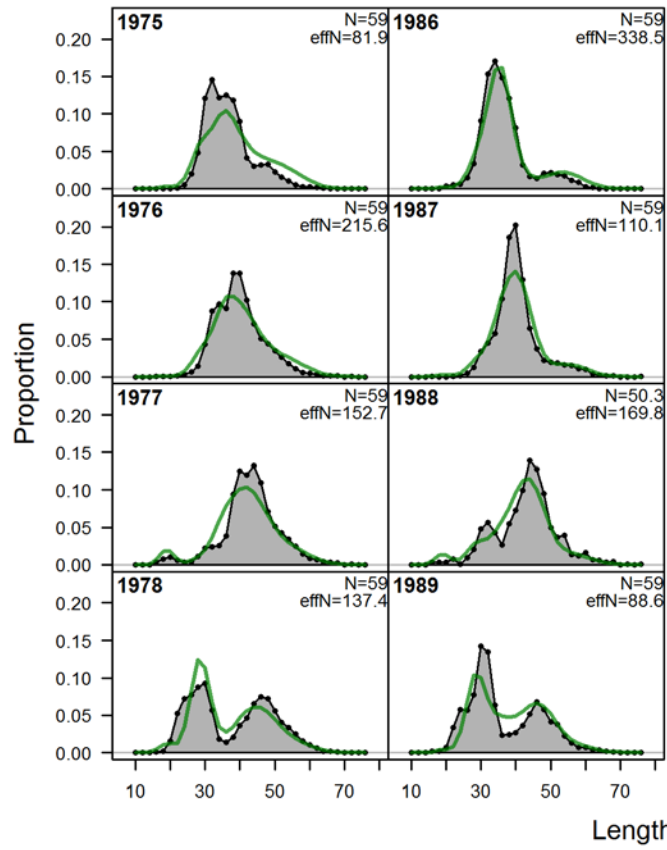 1975
N=59
effN=81.9
1986
N=59
effN=338.5
0.20
0.15
0.10
0.05
0.00
1976
N=59
effN=215.6
1987
N=59
effN=110.1
0.20
0.15
0.10
0.05
0.00
1977
N=59
effN=152.7
1988
N=50.3
effN=169.8
0.20
0.15
0.10
0.05
0.00
1978
N=59
effN=137.4
1989
N=59
effN=88.6
0.20
0.15
0.10
0.05
0.00
Proportion
10 30 50 70 10 30 50 70
Length